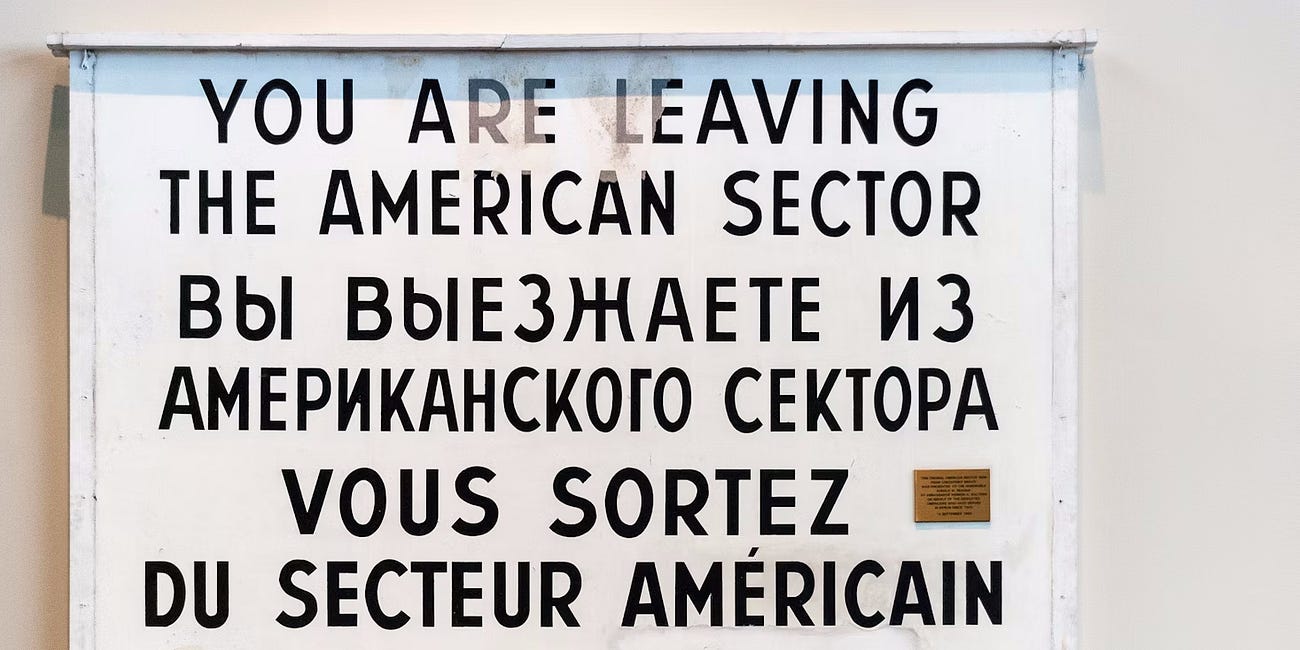 YOU ARE LEAVING
THE AMERICAN SECTOR
ВЫ ВЫЕЗЖАЕТЕ ИЗ
АМЕРИКАНСКОГО СЕКТОРА
VOUS SORTEZ
DU SECTEUR AMÉRICAIN